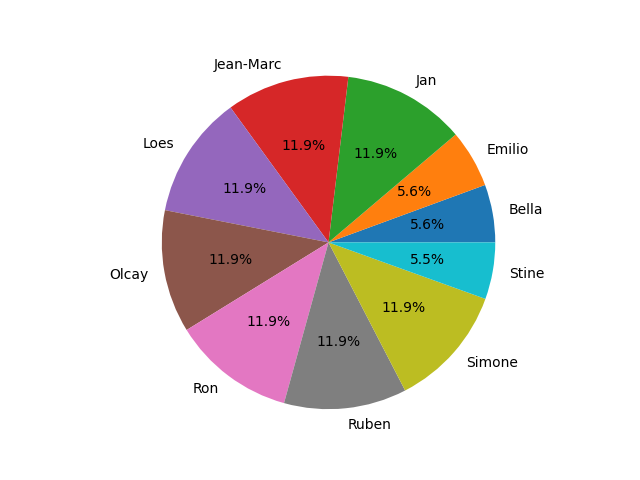 Jean-Marc
Jan
Loes
Emilio
11.9%
11.9%
11.9%
5.6%
Bella
5.6%
Olcay
11.9%
5.5%
Stine
11.9%
11.9%
11.9%
Simone
Ron
Ruben